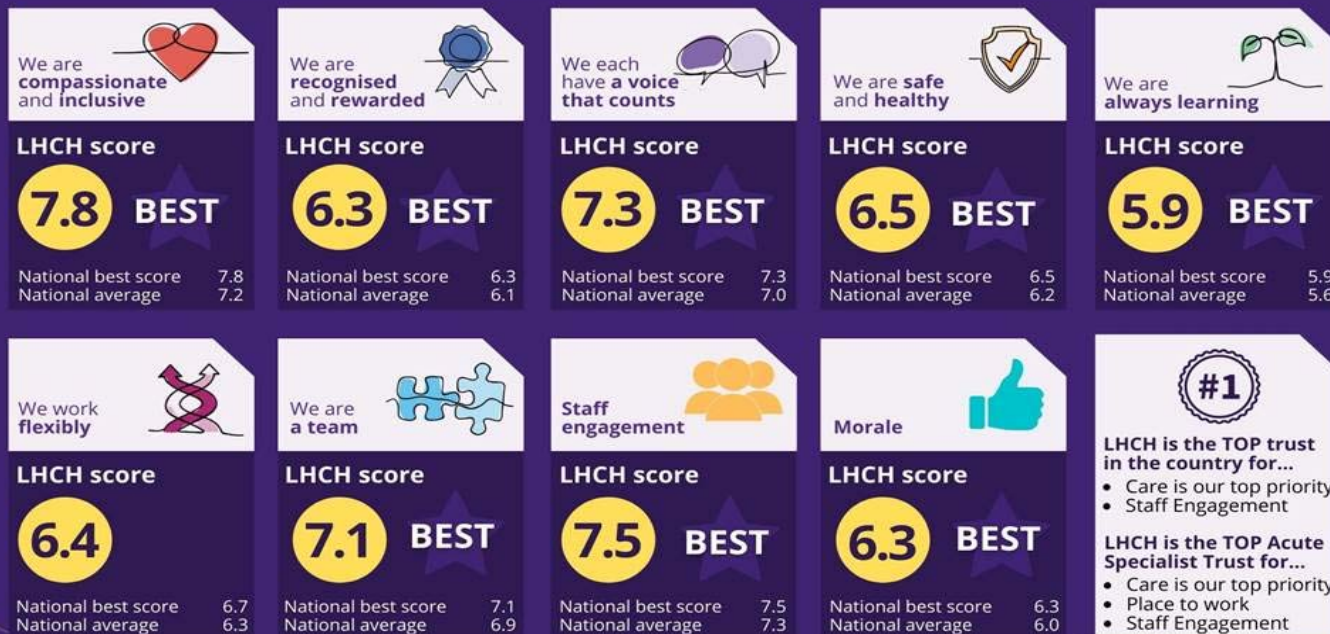 We are
compassionate
and inclusive
LHCH score
7.8 BEST
National best score 7.8
National average 7.2
We are
recognised
and rewarded
LHCH score
6.3 BEST
National best score 6.3
National average 6.1
We each
have a voice
that counts
LHCH score
7.3 BEST
National best score 7.3
National average 7.0
We are safe
and healthy
LHCH score
6.5 BEST
National best score 6.5
National average 6.2
We are
always learning
LHCH score
5.9 BEST
National best score 5.9
National average 5.6
We work
flexibly
LHCH score
6.4
National best score 6.7
National average 6.3
We are
a team
LHCH score
7.1 BEST
National best score 7.1
National average 6.9
Staff
engagement
LHCH score
7.5 BEST
National best score 7.5
National average 7.3
Morale
LHCH score
6.3 BEST
National best score 6.3
National average 6.0
#1
LHCH is the TOP trust
in the country for...
• Care is our top priority
• Staff Engagement
LHCH is the TOP Acute
Specialist Trust for...
• Care is our top priority
• Place to work
• Staff Engagement